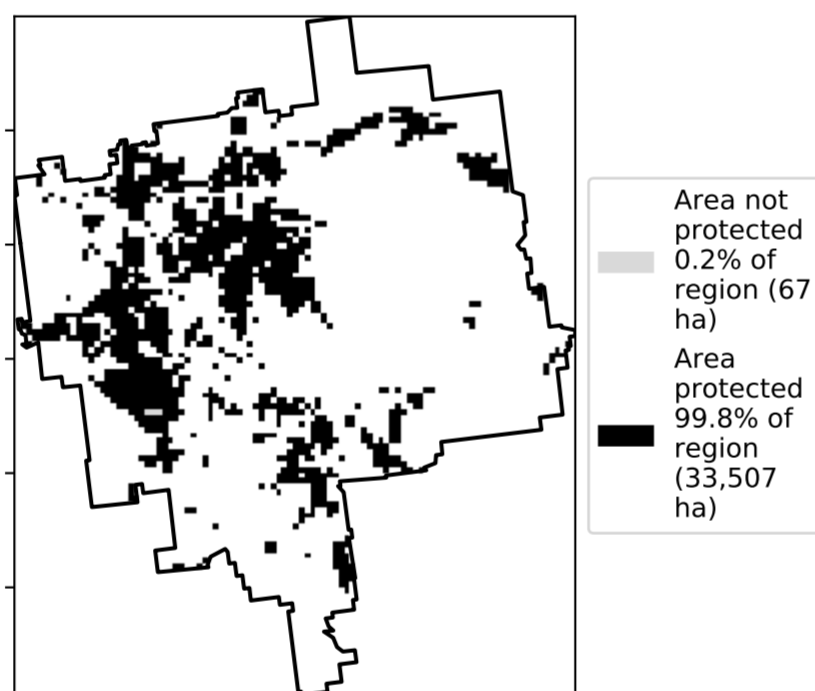 Area not
protected
0.2% of
region (67
ha)
Area
protected
99.8% of
region
(33,507
ha)